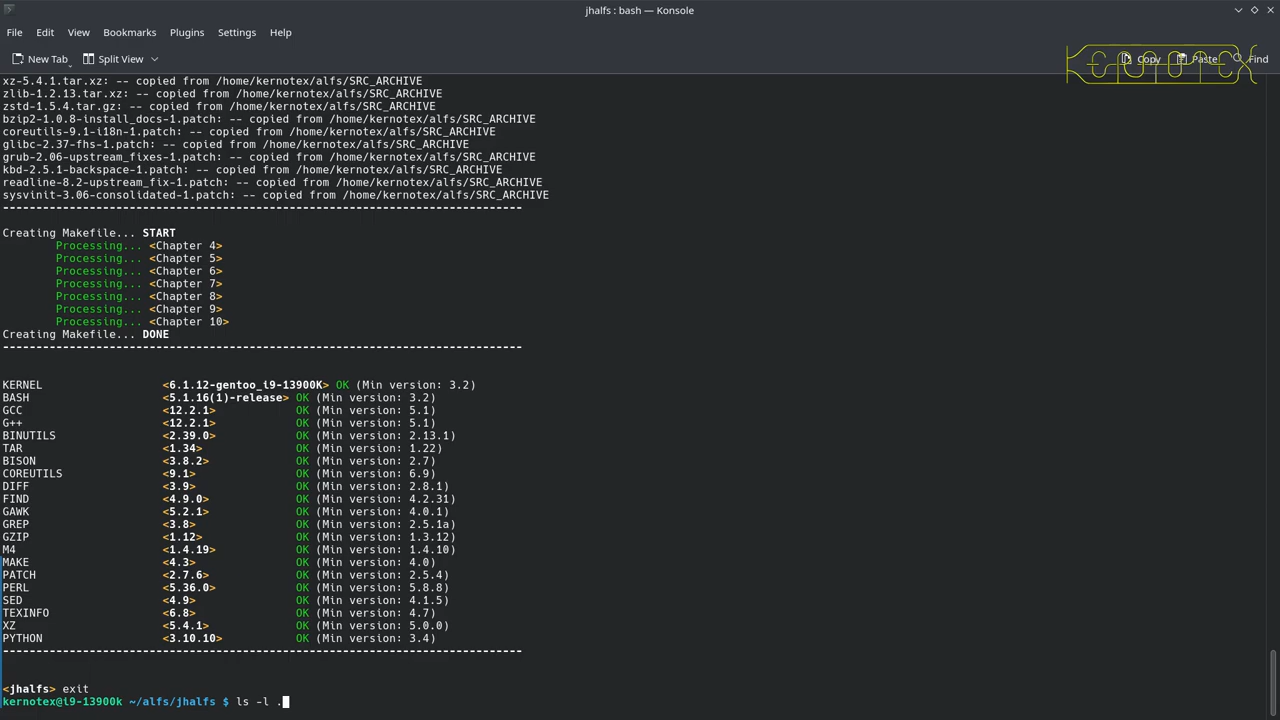 jhalfs : bash — Konsole
File Edit View Bookmarks Plugins Settings Help
New Tab Split View Copy Paste Find
KernoteX
xz-5.4.1.tar.xz: -- copied from /home/kernotex/alfs/SRC_ARCHIVE
zlib-1.2.13.tar.xz: -- copied from /home/kernotex/alfs/SRC_ARCHIVE
zstd-1.5.4.tar.gz: -- copied from /home/kernotex/alfs/SRC_ARCHIVE
bzip2-1.0.8-install_docs-1.patch: -- copied from /home/kernotex/alfs/SRC_ARCHIVE
coreutils-9.1-i18n-1.patch: -- copied from /home/kernotex/alfs/SRC_ARCHIVE
glibc-2.37-fhs-1.patch: -- copied from /home/kernotex/alfs/SRC_ARCHIVE
grub-2.06-upstream_fixes-1.patch: -- copied from /home/kernotex/alfs/SRC_ARCHIVE
kbd-2.5.1-backspace-1.patch: -- copied from /home/kernotex/alfs/SRC_ARCHIVE
readline-8.2-upstream_fix-1.patch: -- copied from /home/kernotex/alfs/SRC_ARCHIVE
sysvinit-3.06-consolidated-1.patch: -- copied from /home/kernotex/alfs/SRC_ARCHIVE
------------------------------------------------------------------------------
Creating Makefile... START
Processing... <Chapter 4>
Processing... <Chapter 5>
Processing... <Chapter 6>
Processing... <Chapter 7>
Processing... <Chapter 8>
Processing... <Chapter 9>
Processing... <Chapter 10>
Creating Makefile... DONE
------------------------------------------------------------------------------
KERNEL <6.1.12-gentoo_i9-13900K> OK (Min version: 3.2)
BASH <5.1.16(1)-release> OK (Min version: 3.2)
GCC <12.2.1> OK (Min version: 5.1)
G++ <12.2.1> OK (Min version: 5.1)
BINUTILS <2.39.0> OK (Min version: 2.13.1)
TAR <1.34> OK (Min version: 1.22)
BISON <3.8.2> OK (Min version: 2.7)
COREUTILS <9.1> OK (Min version: 6.9)
DIFF <3.9> OK (Min version: 2.8.1)
FIND <4.9.0> OK (Min version: 4.2.31)
GAWK <5.2.1> OK (Min version: 4.0.1)
GREP <3.8> OK (Min version: 2.5.1a)
GZIP <1.12> OK (Min version: 1.3.12)
M4 <1.4.19> OK (Min version: 1.4.10)
MAKE <4.3> OK (Min version: 4.0)
PATCH <2.7.6> OK (Min version: 2.5.4)
PERL <5.36.0> OK (Min version: 5.8.8)
SED <4.9> OK (Min version: 4.1.5)
TEXINFO <6.8> OK (Min version: 4.7)
XZ <5.4.1> OK (Min version: 5.0.0)
PYTHON <3.10.10> OK (Min version: 3.4)
------------------------------------------------------------------------------
<jhalfs> exit
kernotex@i9-13900k ~/alfs/jhalfs $ ls -l .